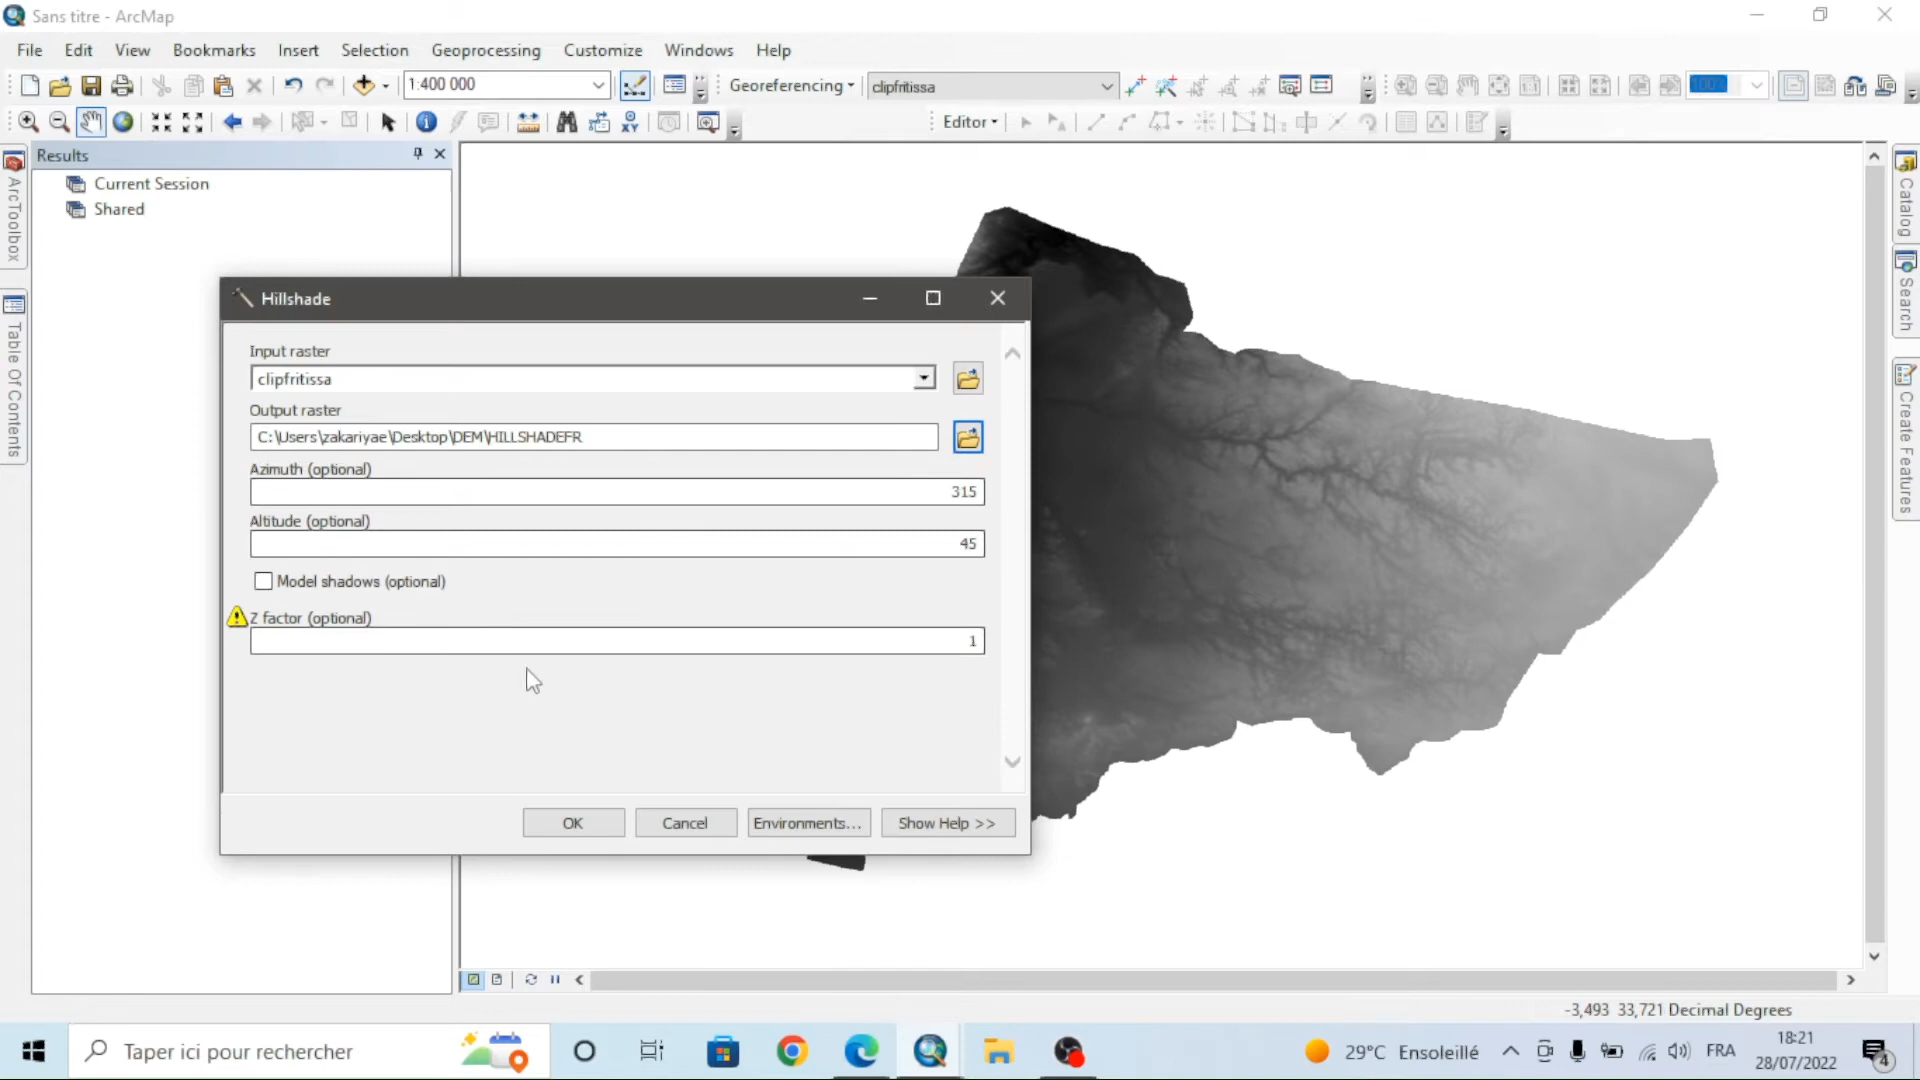 Sans titre - ArcMap
File Edit View Bookmarks Insert Selection Geoprocessing Customize Windows Help
1:400 000
Georeferencing
clipfritissa
100%
Editor
Results
Current Session
Shared
ArcToolbox
Table Of Contents
Catalog
Search
Create Features
Hillshade
Input raster
clipfritissa
Output raster
C:\Users\zakariyae\Desktop\DEM\HILLSHADEFR
Azimuth (optional)
315
Altitude (optional)
45
Model shadows (optional)
Z factor (optional)
1
OK Cancel Environments... Show Help >>
-3,493 33,721 Decimal Degrees
Taper ici pour rechercher
29°C Ensoleillé
FRA
18:21
28/07/2022
4